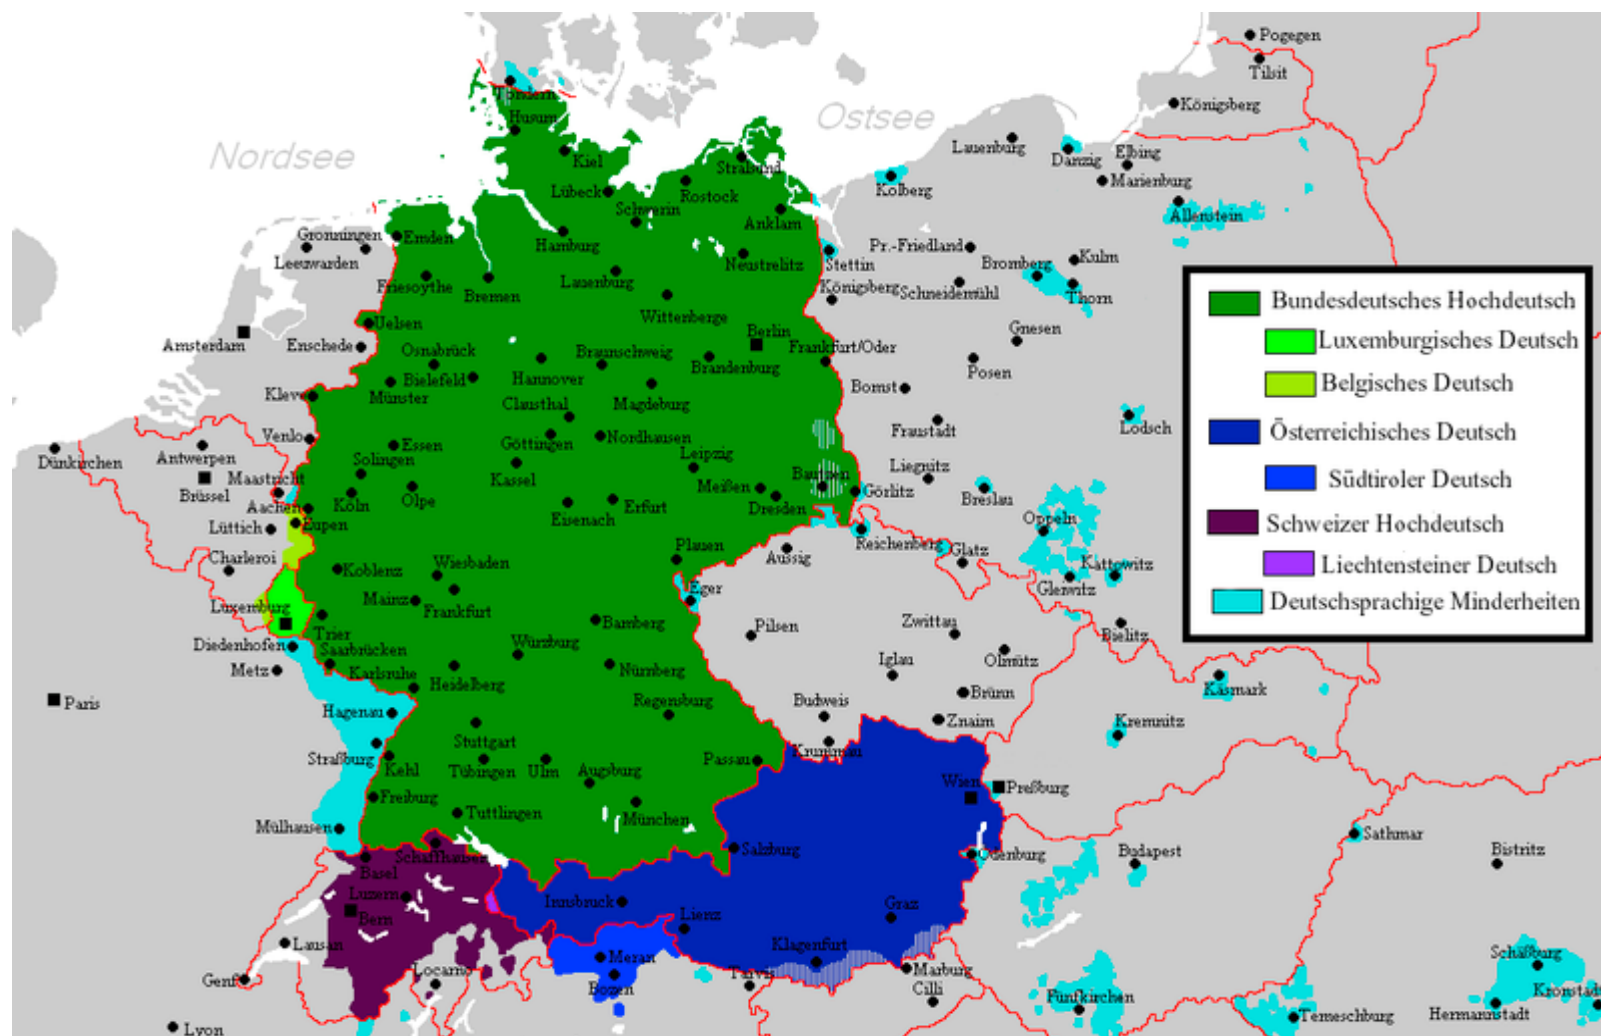 Pogegen
Tilsit
Königsberg
Tondern
Husum
Kiel
Lübeck
Schwerin
Hamburg
Lauenburg
Rostock
Stralsund
Anklam
Neustrelitz
Nordsee
Ostsee
Lauenburg
Danzig
Elbing
Marienburg
Kolberg
Allenstein
Gronningen
Leeuwarden
Emden
Friesoythe
Bremen
Wittenberge
Stettin
Königsberg
Pr.-Friedland
Schneidemühl
Bromberg
Kulm
Thorn
Gnesen
Bundesdeutsches Hochdeutsch
Luxemburgisches Deutsch
Belgisches Deutsch
Österreichisches Deutsch
Südtiroler Deutsch
Schweizer Hochdeutsch
Liechtensteiner Deutsch
Deutschsprachige Minderheiten
Amsterdam
Enschede
Uelsen
Osnabrück
Bielefeld
Münster
Hannover
Braunschweig
Brandenburg
Berlin
Frankfurt/Oder
Bomst
Posen
Kleve
Clausthal
Magdeburg
Fraustadt
Lodsch
Dünkirchen
Antwerpen
Venlo
Essen
Göttingen
Nordhausen
Leipzig
Liegnitz
Brüssel
Maastricht
Solingen
Köln
Olpe
Kassel
Meißen
Bautzen
Görlitz
Breslau
Aachen
Eupen
Lüttich
Eisenach
Erfurt
Dresden
Reichenberg
Oppeln
Charleroi
Koblenz
Wiesbaden
Plauen
Aussig
Glatz
Gleiwitz
Kattowitz
Luxemburg
Mainz
Frankfurt
Eger
Bielitz
Trier
Bamberg
Pilsen
Zwittau
Diedenhofen
Saarbrücken
Würzburg
Olmütz
Metz
Karlsruhe
Heidelberg
Nürnberg
Iglau
Käsmark
Paris
Hagenau
Regensburg
Budweis
Brünn
Znaim
Kremnitz
Straßburg
Stuttgart
Krummau
Kehl
Tübingen
Ulm
Augsburg
Passau
Wien
Preßburg
Freiburg
Tuttlingen
München
Mülhausen
Schaffhausen
Salzburg
Ödenburg
Budapest
Sathmar
Bistritz
Basel
Luzern
Bern
Innsbruck
Lienz
Graz
Lausan
Klagenfurt
Genf
Locarno
Meran
Bozen
Tarvis
Marburg
Cilli
Fünfkirchen
Schäßburg
Kronstadt
Hermannstadt
Temeschburg
Lyon